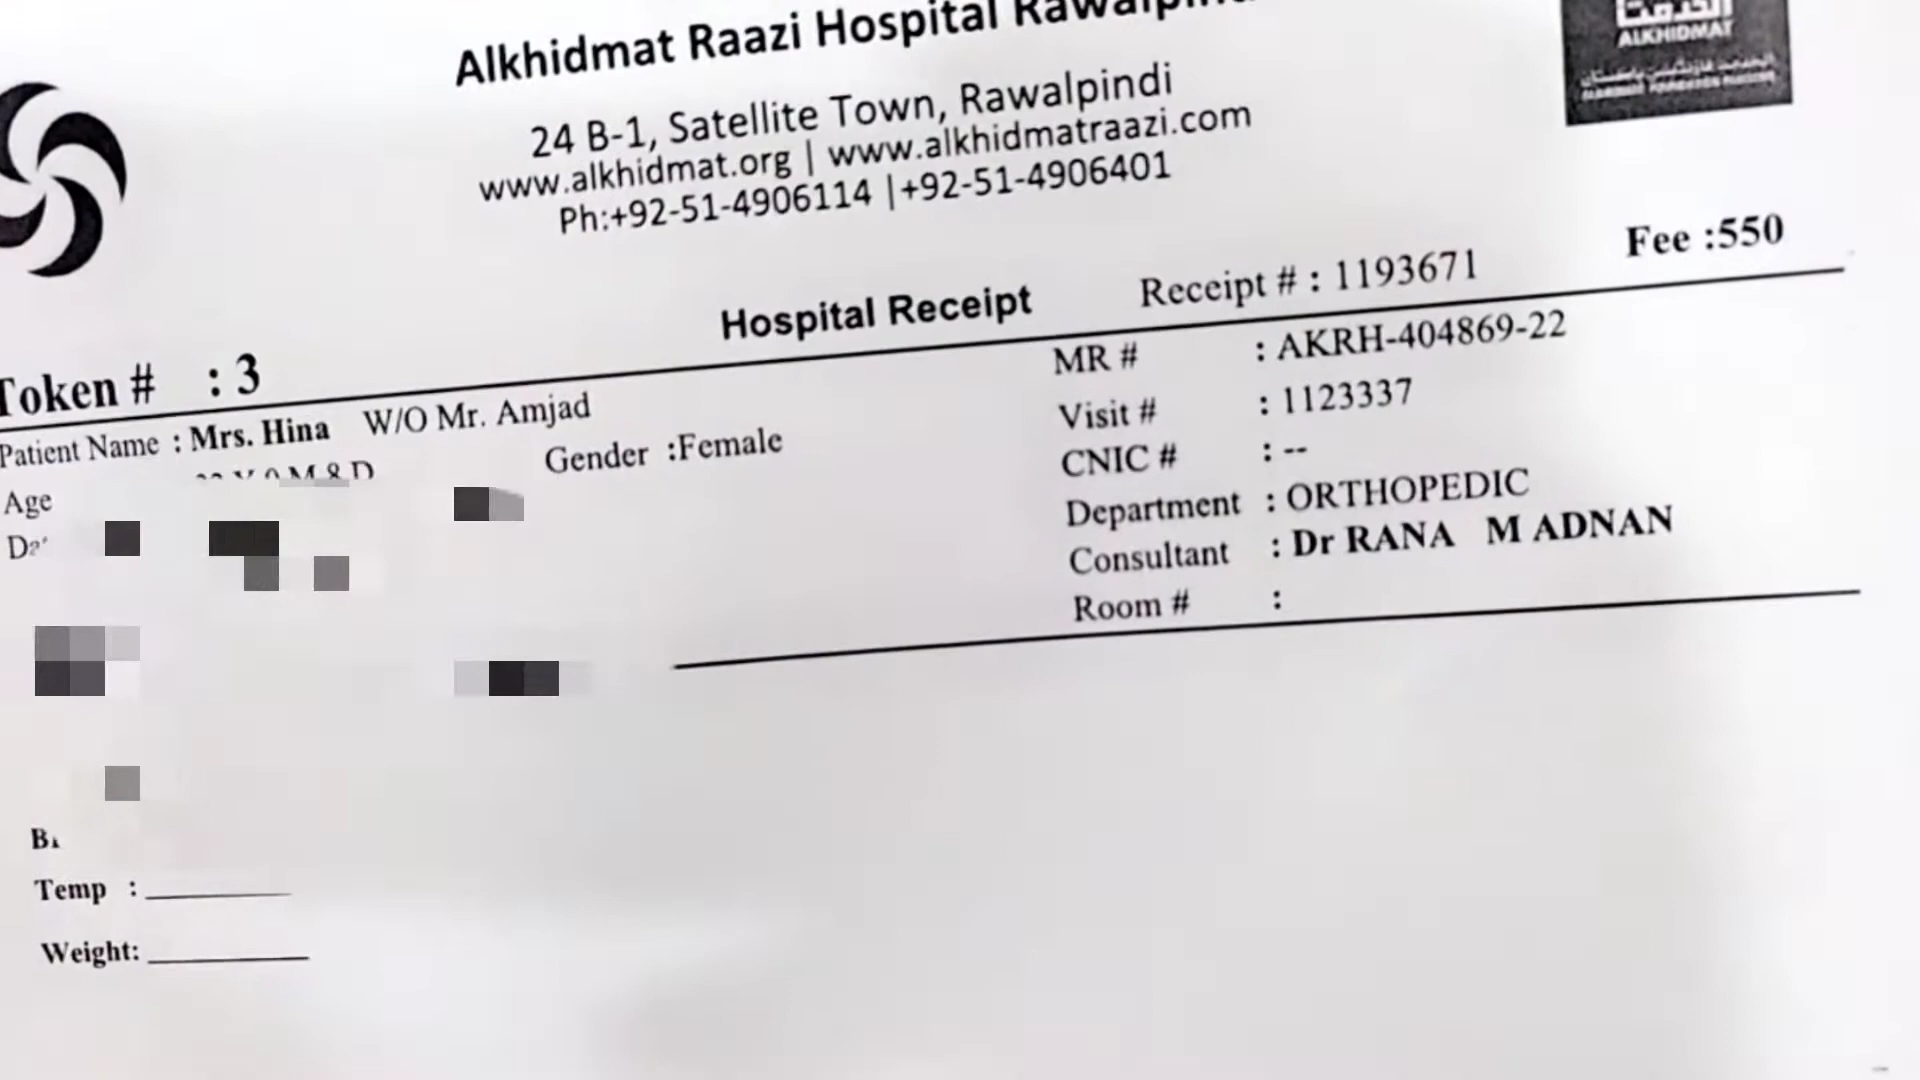 Alkhidmat Raazi Hospital Rawalpindi
24 B-1, Satellite Town, Rawalpindi
www.alkhidmat.org | www.alkhidmatraazi.com
Ph:+92-51-4906114 |+92-51-4906401
الخدمت
ALKHIDMAT
Fee :550
Hospital Receipt
Receipt # : 1193671
Token # : 3
Patient Name : Mrs. Hina W/O Mr. Amjad
Age
Gender :Female
MR # : AKRH-404869-22
Visit # : 1123337
CNIC # : --
Department : ORTHOPEDIC
Consultant : Dr RANA M ADNAN
Room # :
Temp :
Weight: